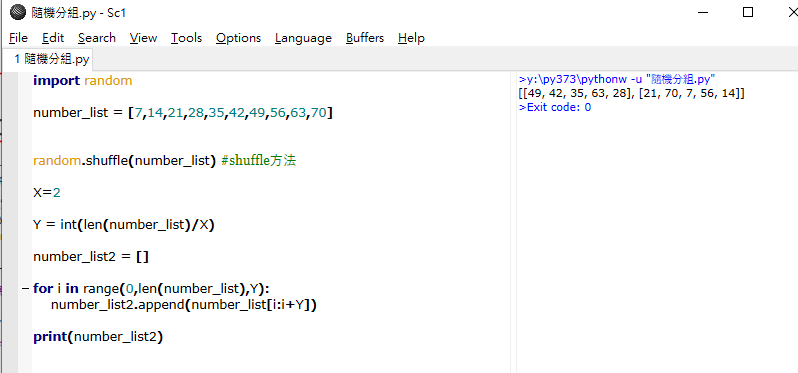 隨機分組.py - Sc1
File Edit Search View Tools Options Language Buffers Help
1 隨機分組.py
import random
number_list = [7,14,21,28,35,42,49,56,63,70]
random.shuffle(number_list) #shuffle方法
X=2
Y = int(len(number_list)/X)
number_list2 = []
for i in range(0,len(number_list),Y):
number_list2.append(number_list[i:i+Y])
print(number_list2)
>y:\py373\pythonw -u "隨機分組.py"
[[49, 42, 35, 63, 28], [21, 70, 7, 56, 14]]
>Exit code: 0